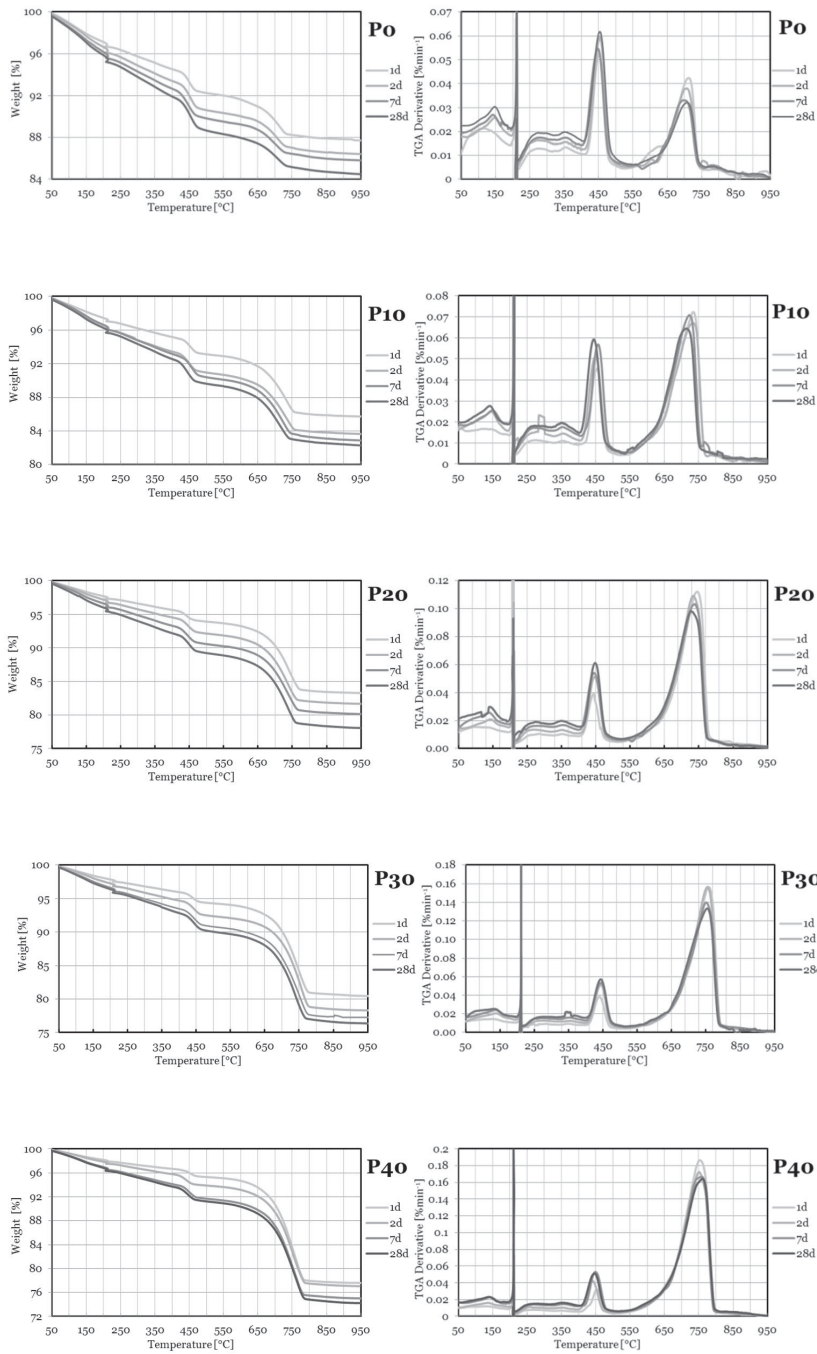 P0
Weight [%]
100
96
92
88
84
50 150 250 350 450 550 650 750 850 950
Temperature [°C]
1d
2d
7d
28d
P0
TGA Derivative [%min⁻¹]
0.07
0.06
0.05
0.04
0.03
0.02
0.01
0
50 150 250 350 450 550 650 750 850 950
Temperature [°C]
1d
2d
7d
28d
P10
Weight [%]
100
96
92
88
84
80
50 150 250 350 450 550 650 750 850 950
Temperature [°C]
1d
2d
7d
28d
P10
TGA Derivative [%min⁻¹]
0.08
0.07
0.06
0.05
0.04
0.03
0.02
0.01
0
50 150 250 350 450 550 650 750 850 950
Temperature [°C]
1d
2d
7d
28d
P20
Weight [%]
100
95
90
85
80
75
50 150 250 350 450 550 650 750 850 950
Temperature [°C]
1d
2d
7d
28d
P20
TGA Derivative [%min⁻¹]
0.12
0.10
0.08
0.06
0.04
0.02
0.00
50 150 250 350 450 550 650 750 850 950
Temperature [°C]
1d
2d
7d
28d
P30
Weight [%]
100
95
90
85
80
75
50 150 250 350 450 550 650 750 850 950
Temperature [°C]
1d
2d
7d
28d
P30
TGA Derivative [%min⁻¹]
0.18
0.16
0.14
0.12
0.10
0.08
0.06
0.04
0.02
0.00
50 150 250 350 450 550 650 750 850 950
Temperature [°C]
1d
2d
7d
28d
P40
Weight [%]
100
96
92
88
84
80
76
72
50 150 250 350 450 550 650 750 850 950
Temperature [°C]
1d
2d
7d
28d
P40
TGA Derivative [%min⁻¹]
0.2
0.18
0.16
0.14
0.12
0.1
0.08
0.06
0.04
0.02
0
50 150 250 350 450 550 650 750 850 950
Temperature [°C]
1d
2d
7d
28d